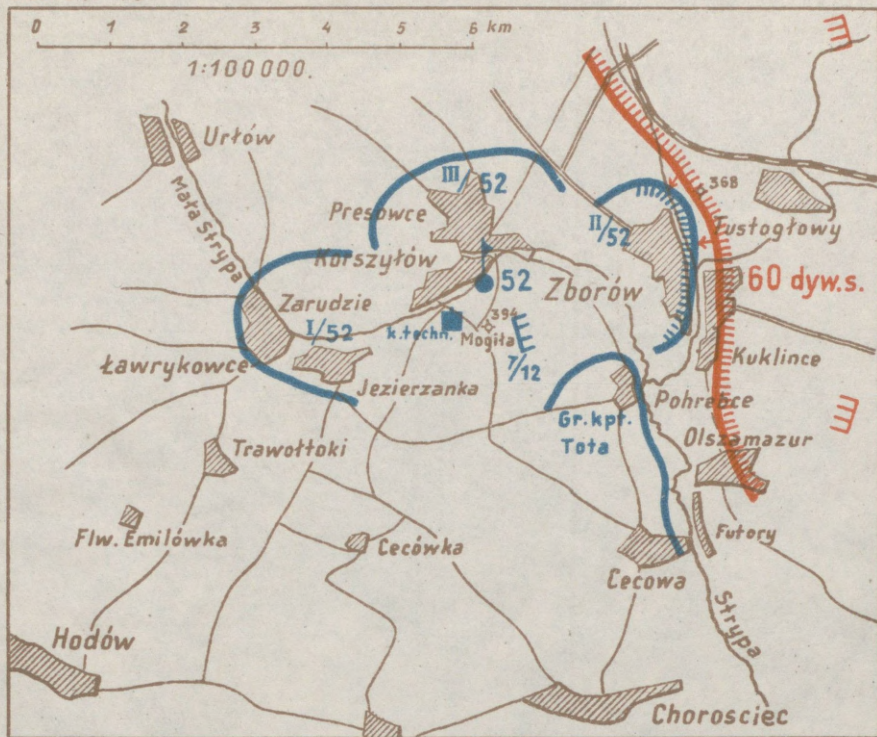 0 1 2 3 4 5 6 km
1:100000.
Urłów
Mała Strypa
III/52
Presowce
Korszyłów
II/52
368
Tustogłowy
52
Zborów
60 dyw.s.
Zarudzie
I/52
k.techn.
394
Mogiła
7/12
Ławrykowce
Jezierzanka
Kuklince
Pohrebce
Gr. kpt.
Tota
Olszamazur
Trawołtoki
Flw. Emilówka
Cecówka
Futory
Cecowa
Strypa
Hodów
Chorosciec